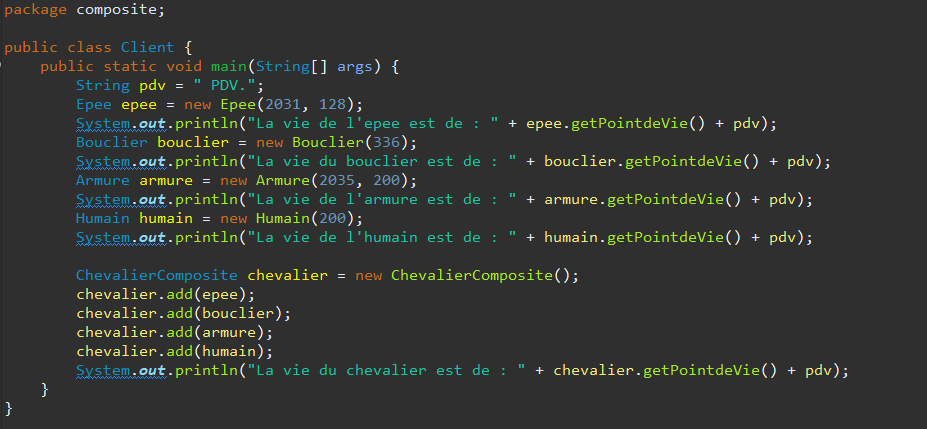 package composite;
public class Client {
public static void main(String[] args) {
String pdv = " PDV.";
Epee epee = new Epee(2031, 128);
System.out.println("La vie de l'epee est de : " + epee.getPointdeVie() + pdv);
Bouclier bouclier = new Bouclier(336);
System.out.println("La vie du bouclier est de : " + bouclier.getPointdeVie() + pdv);
Armure armure = new Armure(2035, 200);
System.out.println("La vie de l'armure est de : " + armure.getPointdeVie() + pdv);
Humain humain = new Humain(200);
System.out.println("La vie de l'humain est de : " + humain.getPointdeVie() + pdv);
ChevalierComposite chevalier = new ChevalierComposite();
chevalier.add(epee);
chevalier.add(bouclier);
chevalier.add(armure);
chevalier.add(humain);
System.out.println("La vie du chevalier est de : " + chevalier.getPointdeVie() + pdv);
}
}